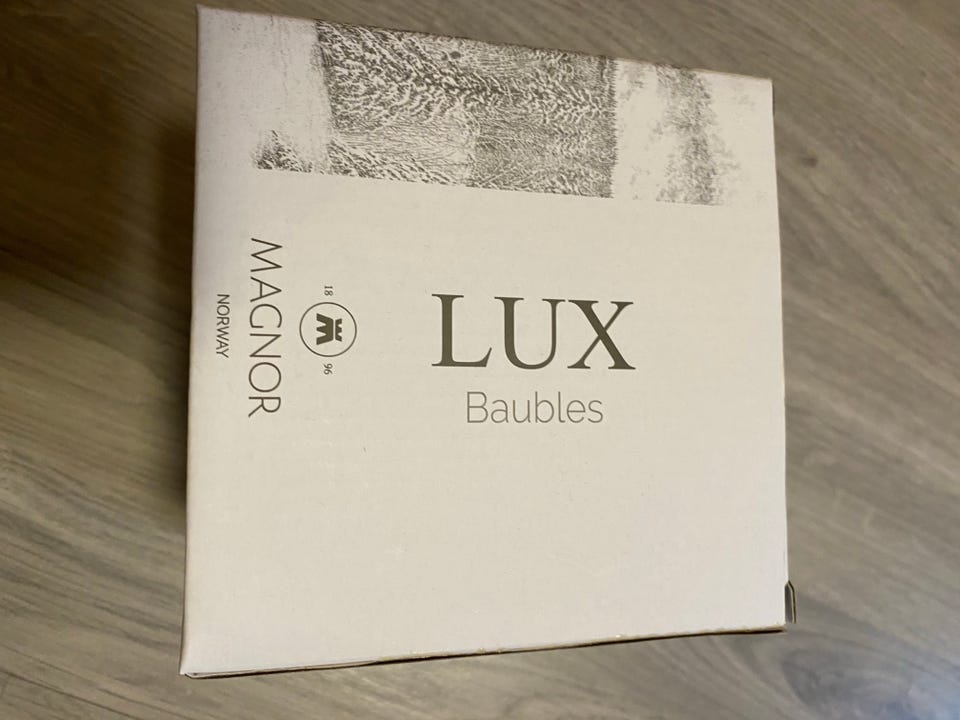 LUX
Baubles
18 96
MAGNOR
NORWAY